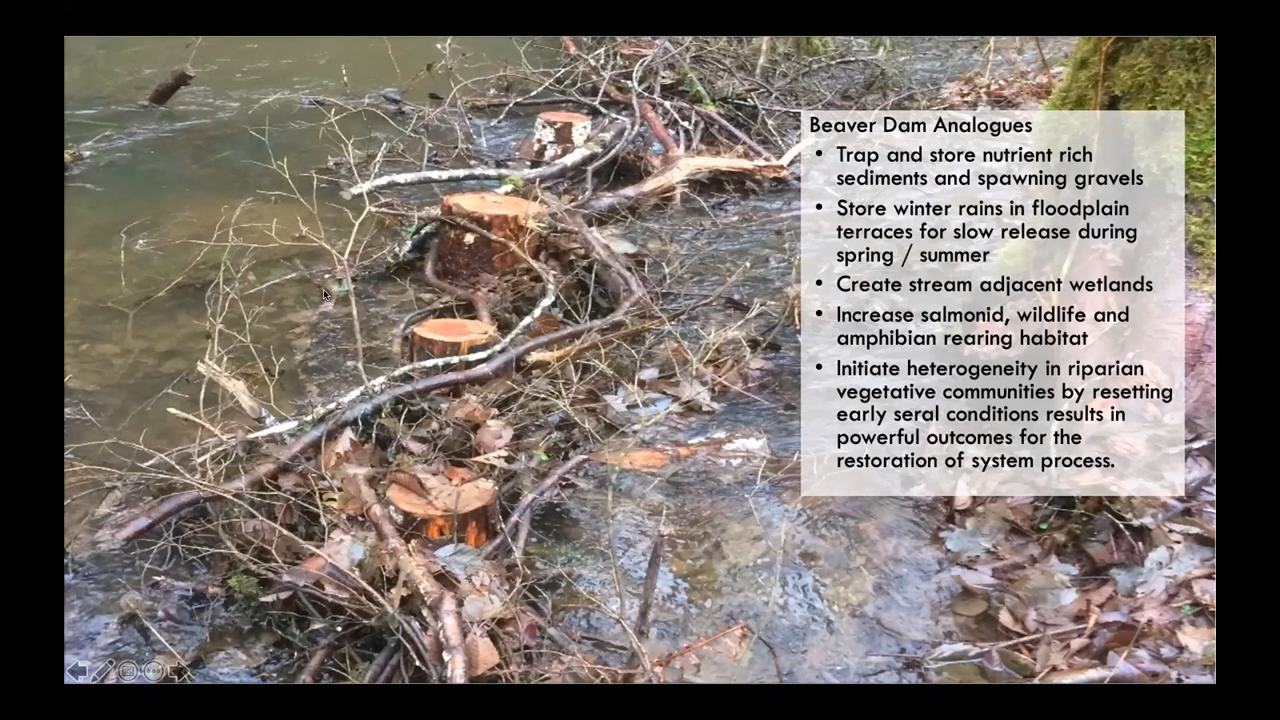 Beaver Dam Analogues
• Trap and store nutrient rich
sediments and spawning gravels
• Store winter rains in floodplain
terraces for slow release during
spring / summer
• Create stream adjacent wetlands
• Increase salmonid, wildlife and
amphibian rearing habitat
• Initiate heterogeneity in riparian
vegetative communities by resetting
early seral conditions results in
powerful outcomes for the
restoration of system process.